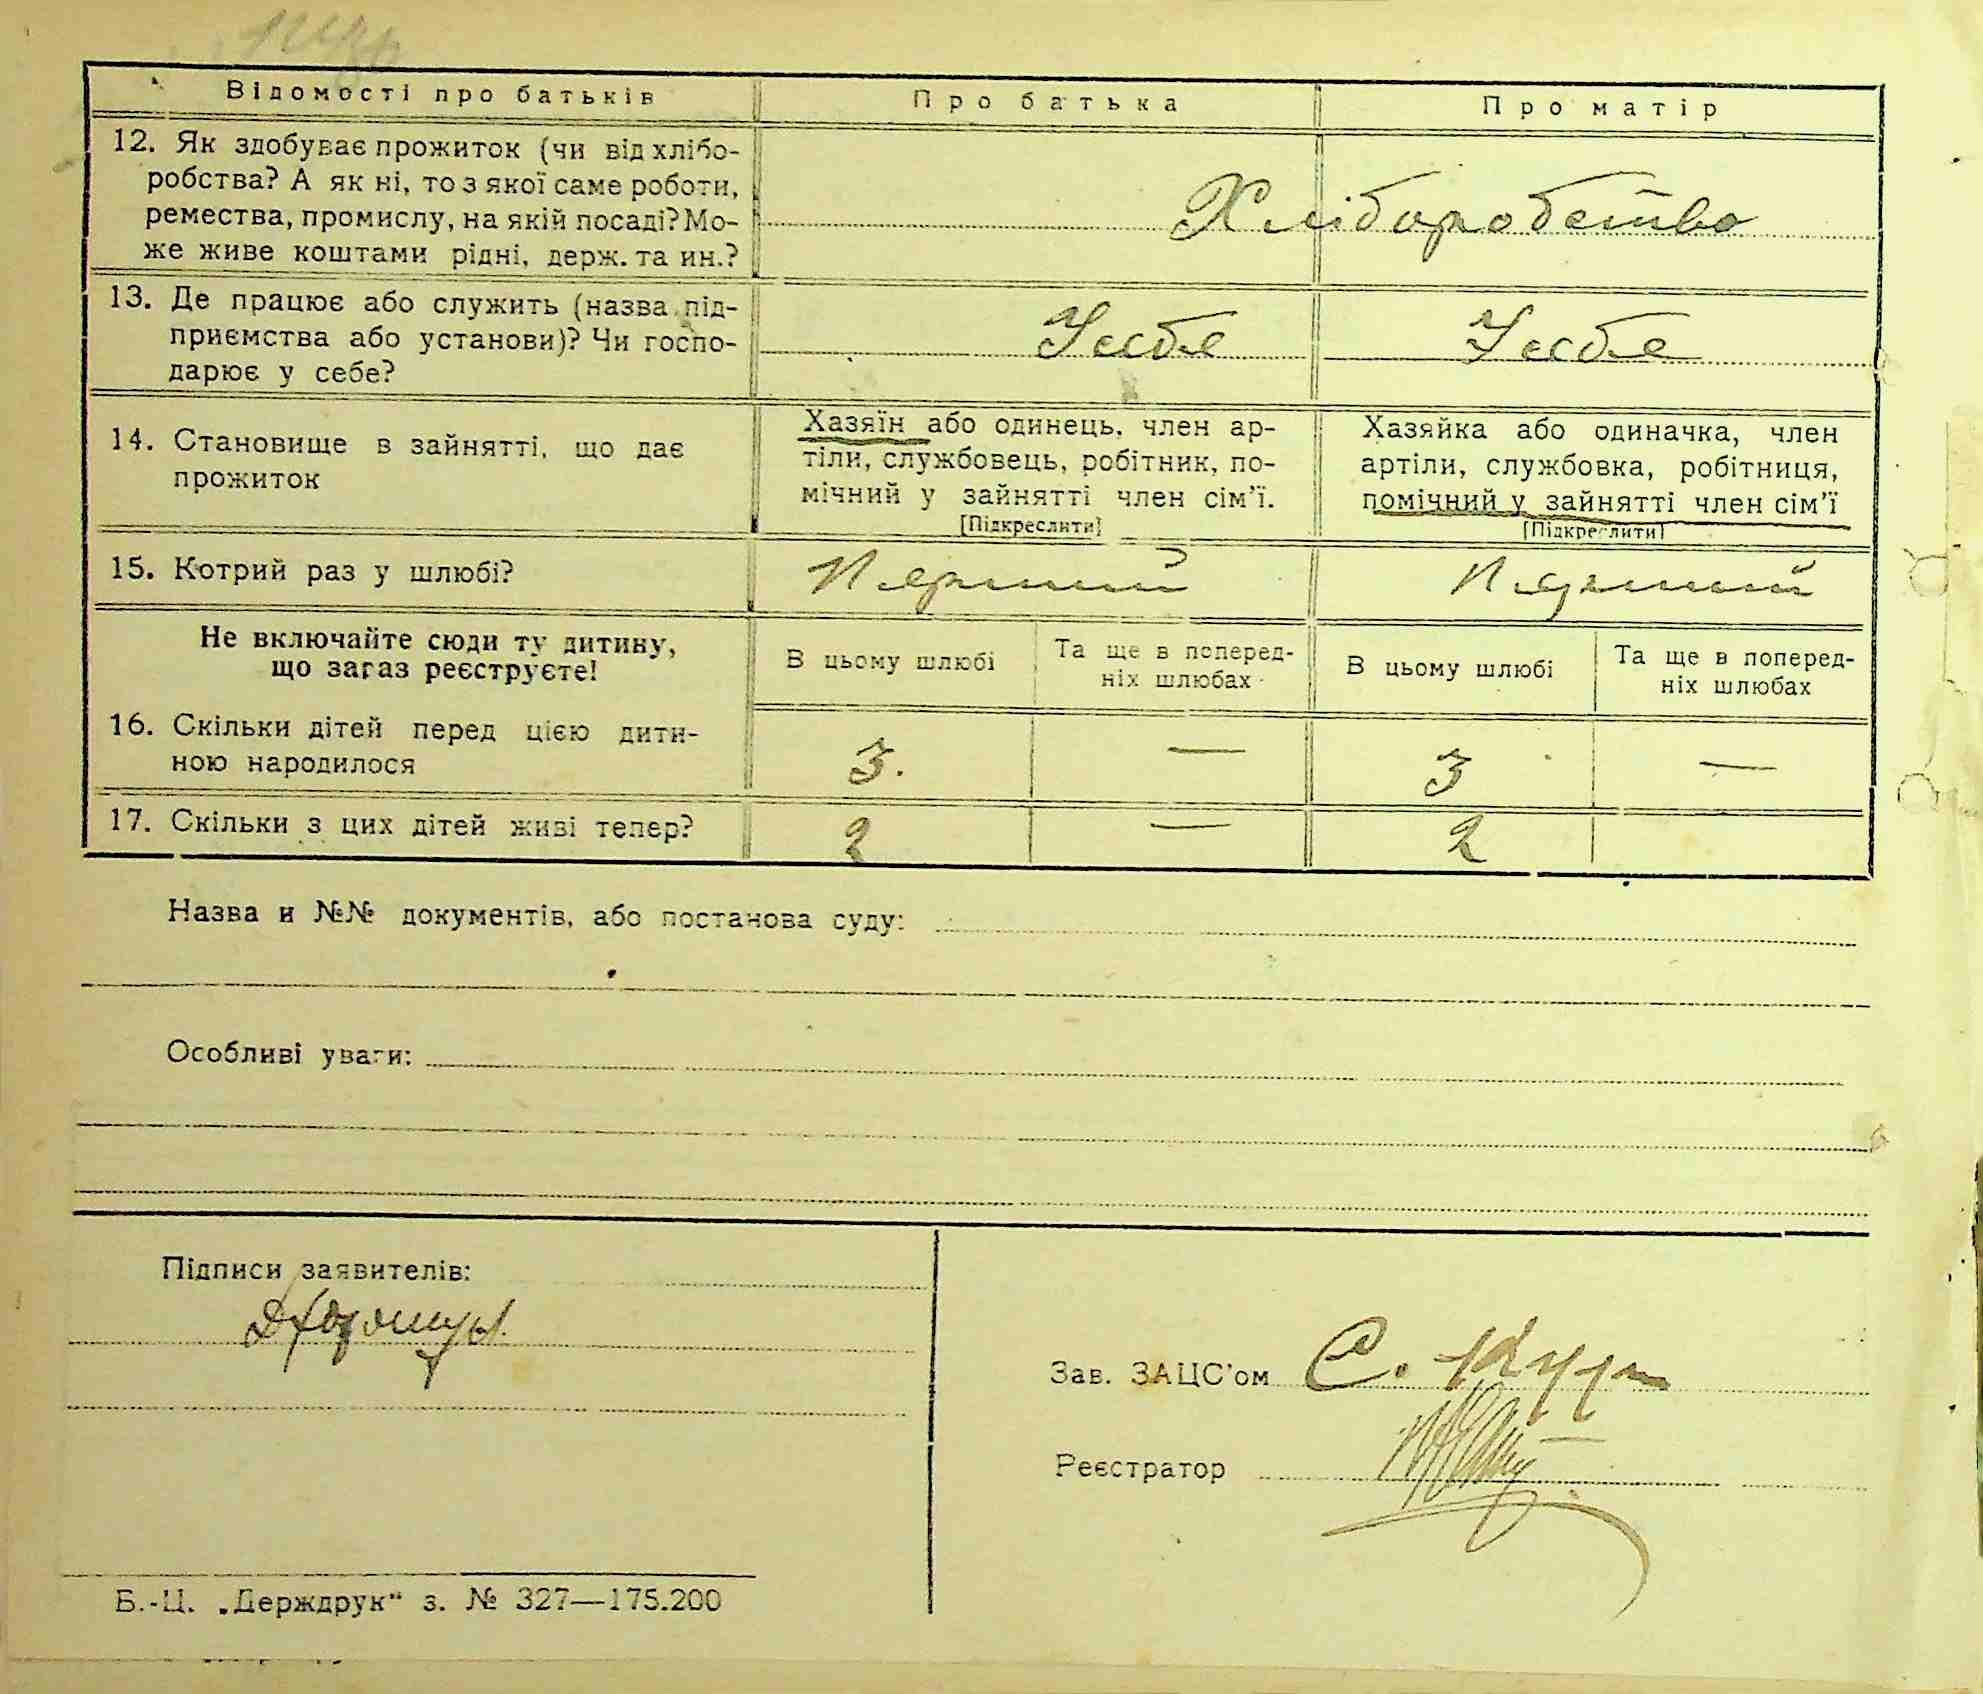 Відомості про батьків
Про батька
Про матір
12. Як здобуває прожиток (чи від хлібо-
робства? А як ні, то з якої саме роботи,
ремества, промислу, на якій посаді? Мо-
же живе коштами рідні, держ. та ин.?
Хліборобство
13. Де працює або служить (назва під-
приємства або установи)? Чи госпо-
дарює у себе?
У себе
У себе
14. Становище в зайнятті, що дає
прожиток
Хазяїн або одинець, член ар-
тіли, службовець, робітник, по-
мічний у зайнятті член сім'ї.
[Підкреслити]
Хазяйка або одиначка, член
артіли, службовка, робітниця,
помічний у зайнятті член сім'ї
[Підкреслити]
15. Котрий раз у шлюбі?
Перший
Перший
Не включайте сюди ту дитину,
що зараз реєструєте!
В цьому шлюбі
Та ще в поперед-
ніх шлюбах
В цьому шлюбі
Та ще в поперед-
ніх шлюбах
16. Скільки дітей перед цією дити-
ною народилося
3. — 3 —
17. Скільки з цих дітей живі тепер?
2 — 2
Назва и №№ документів, або постанова суду:
Особливі уваги:
Підписи заявителів:
Зав. ЗАЦС'ом С.
Реєстратор
Б.-Ц. „Держдрук“ з. № 327—175.200